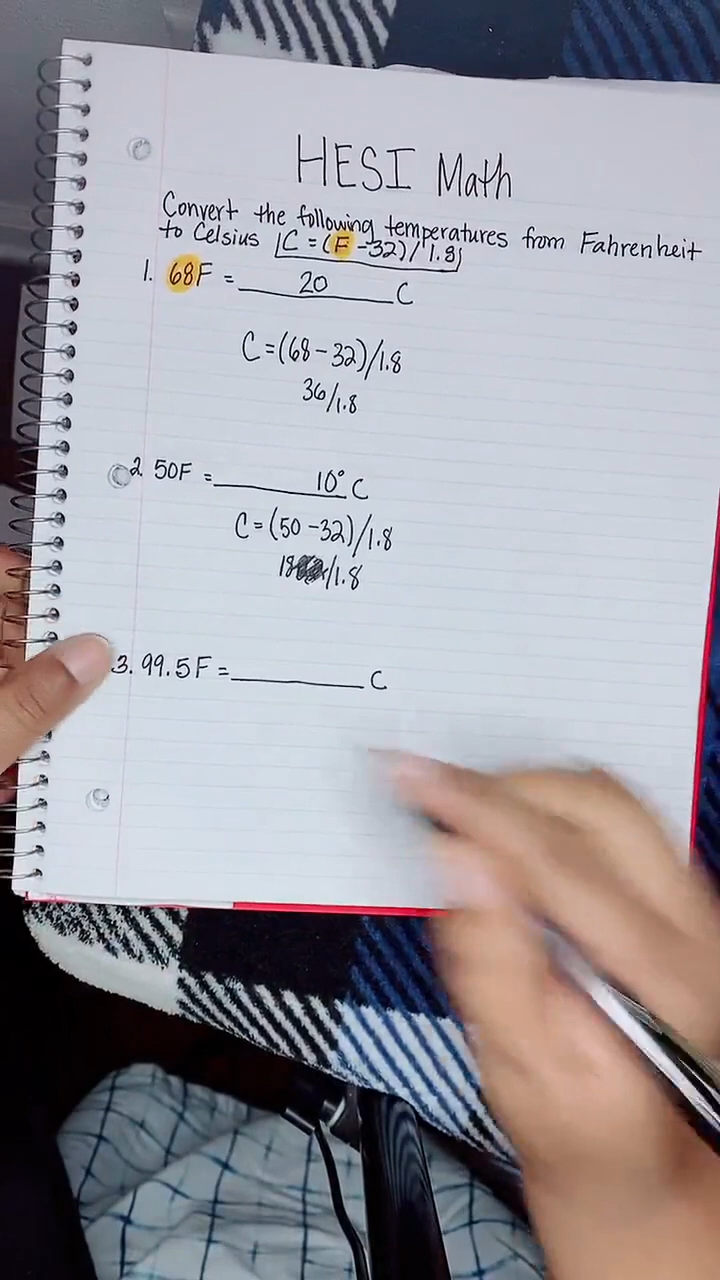 HESI Math
Convert the following temperatures from Fahrenheit
to Celsius C = (F - 32) / 1.8
1. 68F = 20 C
C = (68 - 32) / 1.8
36 / 1.8
2. 50F = 10° C
C = (50 - 32) / 1.8
18 / 1.8
3. 99.5F = C